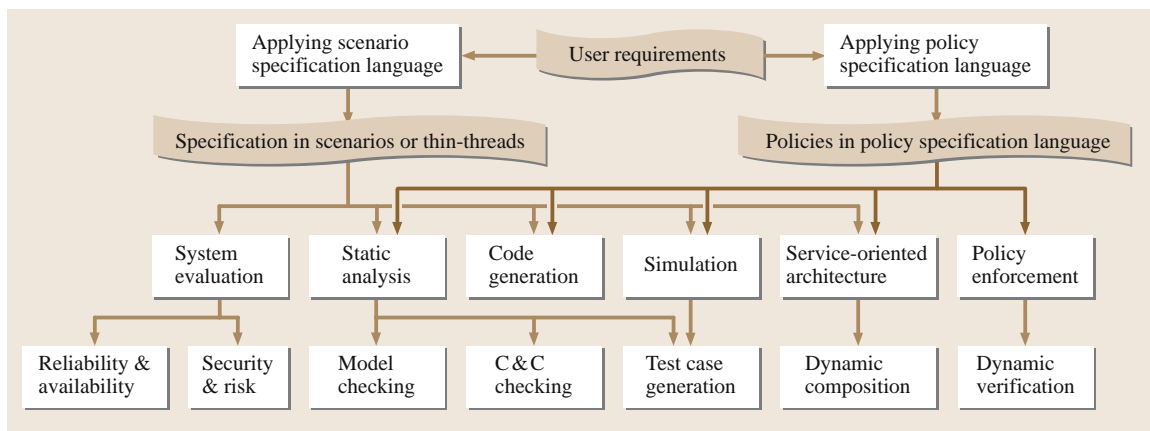 Applying scenario
specification language
User requirements
Applying policy
specification language
Specification in scenarios or thin-threads
Policies in policy specification language
System
evaluation
Static
analysis
Code
generation
Simulation
Service-oriented
architecture
Policy
enforcement
Reliability &
availability
Security
& risk
Model
checking
C & C
checking
Test case
generation
Dynamic
composition
Dynamic
verification